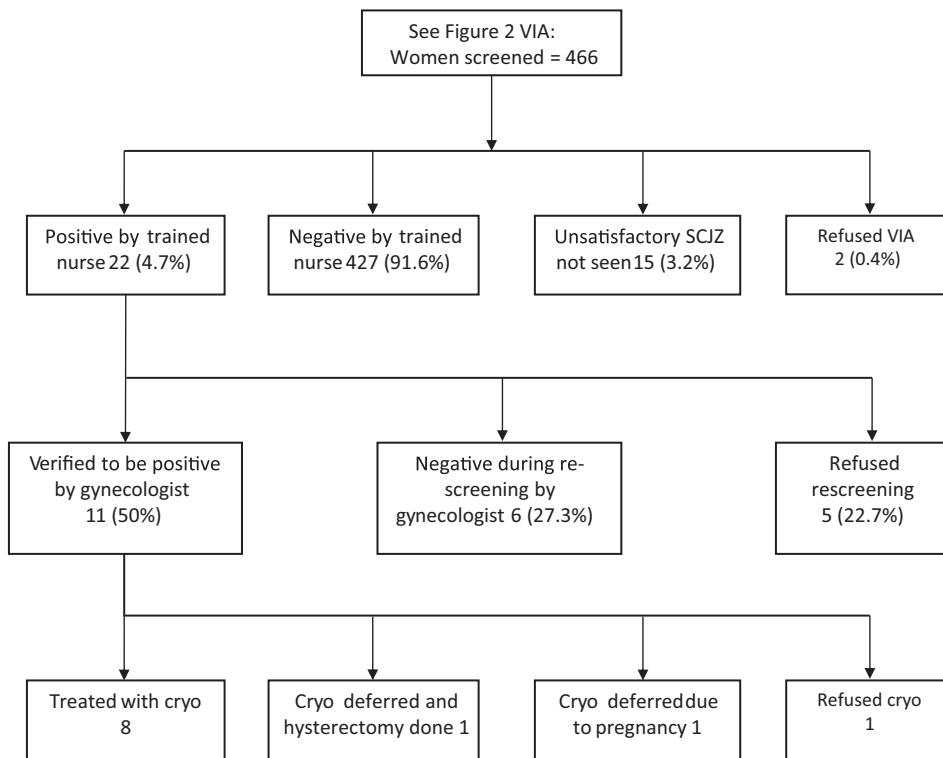 See Figure 2 VIA:
Women screened = 466
Positive by trained
nurse 22 (4.7%)
Negative by trained
nurse 427 (91.6%)
Unsatisfactory SCJZ
not seen 15 (3.2%)
Refused VIA
2 (0.4%)
Verified to be positive
by gynecologist
11 (50%)
Negative during re-
screening by
gynecologist 6 (27.3%)
Refused
rescreening
5 (22.7%)
Treated with cryo
8
Cryo deferred and
hysterectomy done 1
Cryo deferred due
to pregnancy 1
Refused cryo
1